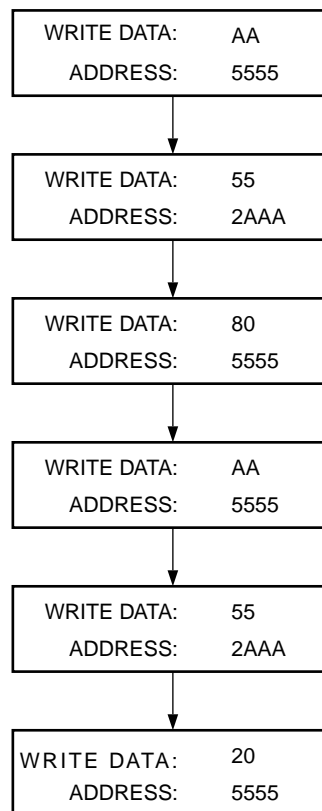 WRITE DATA: AA
ADDRESS: 5555
WRITE DATA: 55
ADDRESS: 2AAA
WRITE DATA: 80
ADDRESS: 5555
WRITE DATA: AA
ADDRESS: 5555
WRITE DATA: 55
ADDRESS: 2AAA
WRITE DATA: 20
ADDRESS: 5555